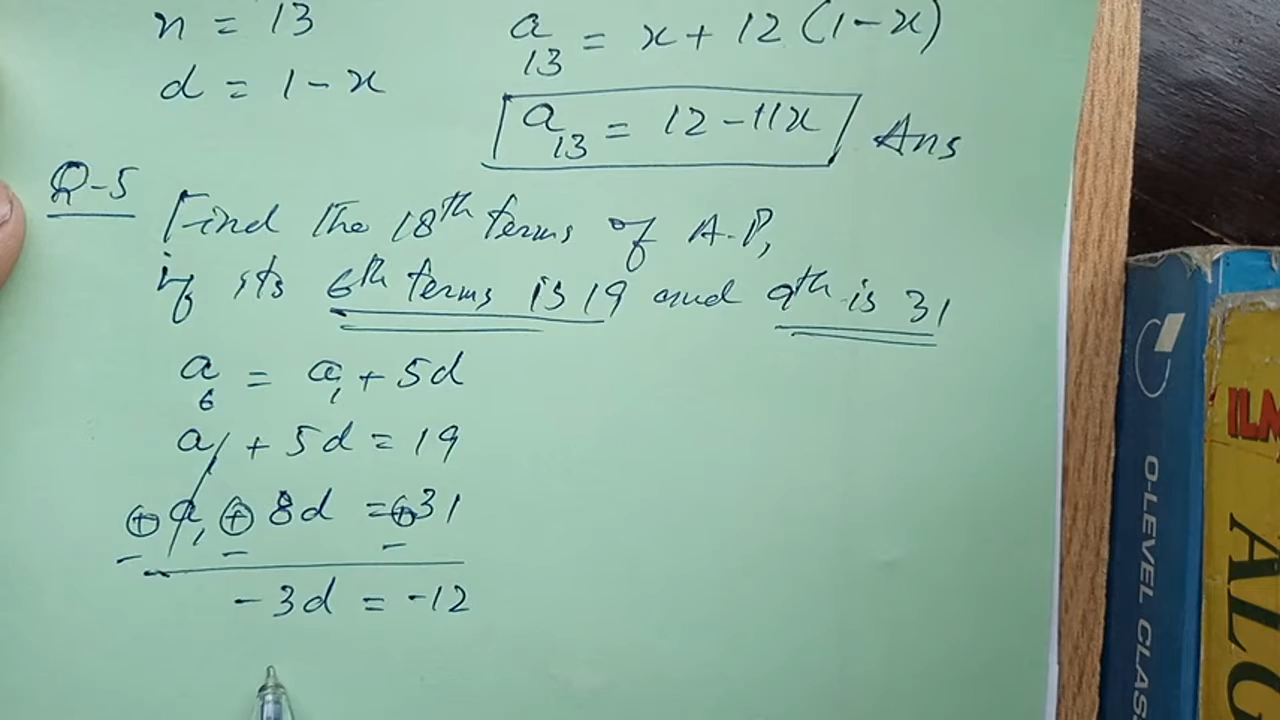 n = 13
d = 1 - x
a13 = x + 12 (1 - x)
a13 = 12 - 11x Ans
Q-5 Find the 18th terms of A.P,
if its 6th terms is 19 and 9th is 31
a6 = a1 + 5d
a1 + 5d = 19
+ a1 + 8d = + 31
- - -
- 3d = -12
O-LEVEL CLAS
ILM
ALG